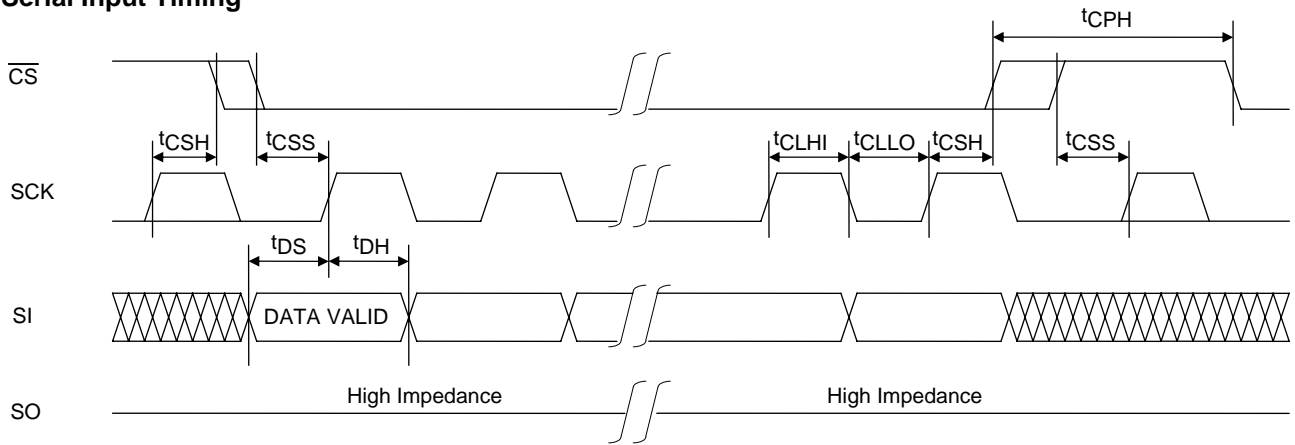 Serial Input Timing
tCPH
CS
tCSH
tCSS
tCLHI
tCLLO
tCSH
tCSS
SCK
tDS
tDH
SI
DATA VALID
High Impedance
High Impedance
SO